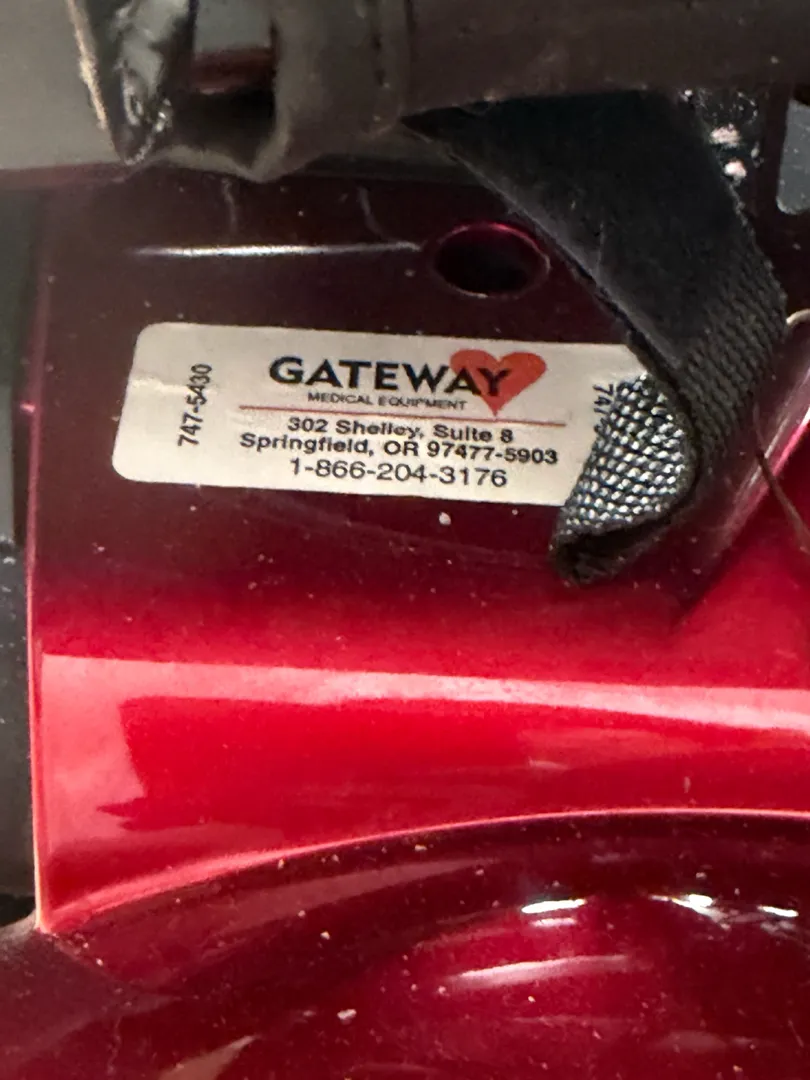 747-5430
GATEWAY
MEDICAL EQUIPMENT
302 Shelley, Suite 8
Springfield, OR 97477-5903
1-866-204-3176